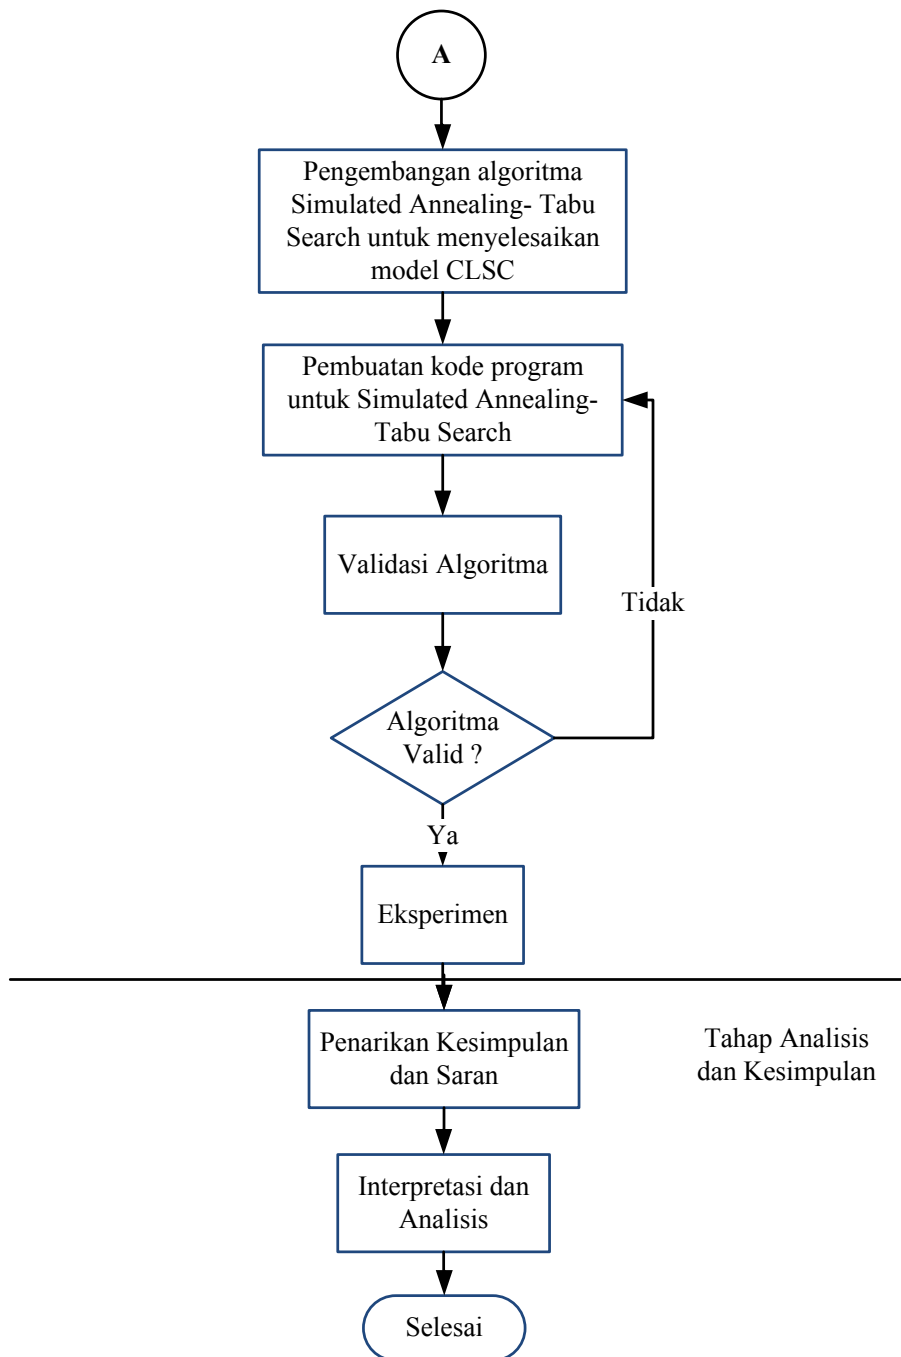 A
Pengembangan algoritma
Simulated Annealing- Tabu
Search untuk menyelesaikan
model CLSC
Pembuatan kode program
untuk Simulated Annealing-
Tabu Search
Validasi Algoritma
Tidak
Algoritma
Valid ?
Ya
Eksperimen
Penarikan Kesimpulan
dan Saran
Tahap Analisis
dan Kesimpulan
Interpretasi dan
Analisis
Selesai